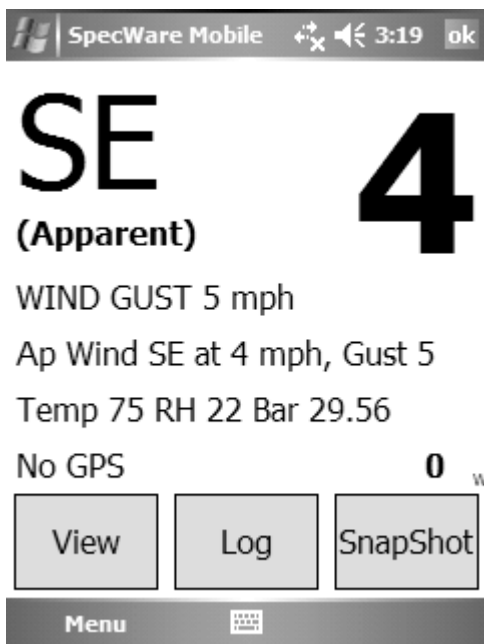 SpecWare Mobile 3:19 ok
SE 4
(Apparent)
WIND GUST 5 mph
Ap Wind SE at 4 mph, Gust 5
Temp 75 RH 22 Bar 29.56
No GPS 0 w
View Log SnapShot
Menu